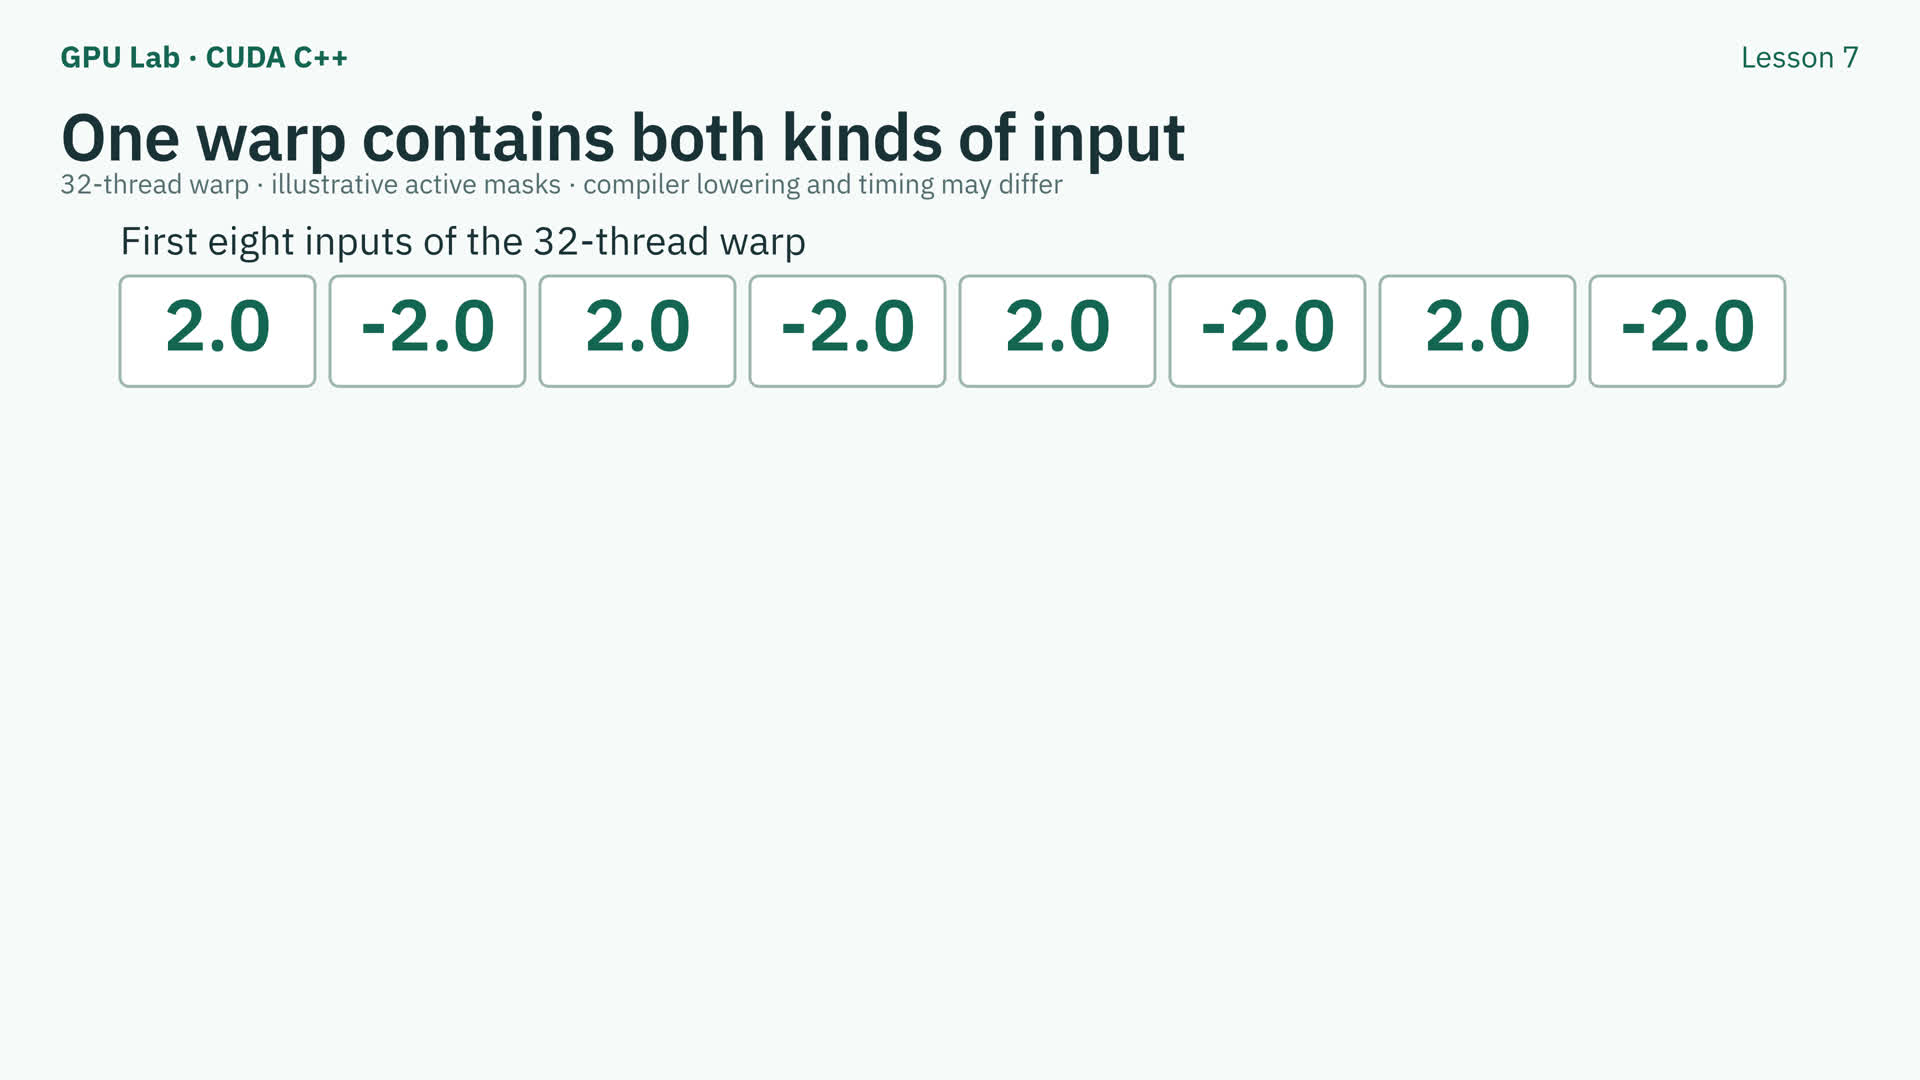 GPU Lab · CUDA C++
Lesson 7
One warp contains both kinds of input
32-thread warp · illustrative active masks · compiler lowering and timing may differ
First eight inputs of the 32-thread warp
2.0 -2.0 2.0 -2.0 2.0 -2.0 2.0 -2.0